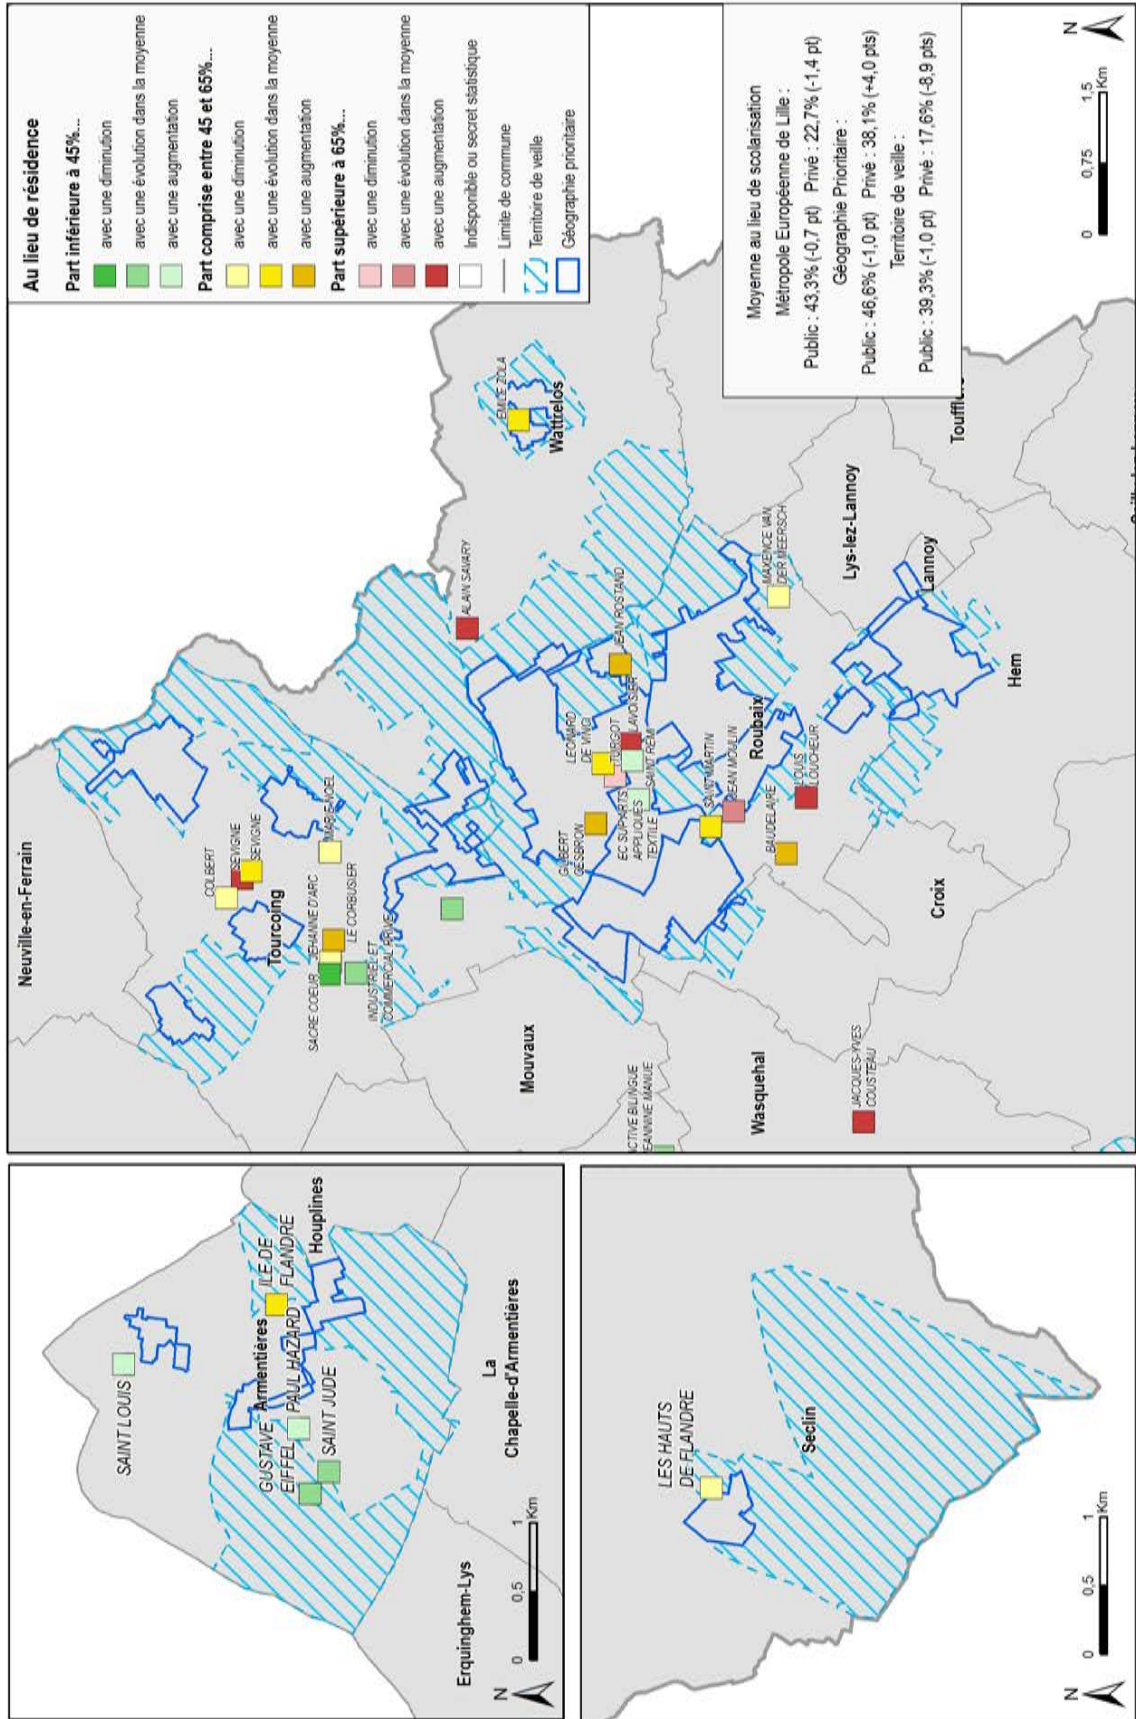 Au lieu de résidence
Part inférieure à 45%...
avec une diminution
avec une évolution dans la moyenne
avec une augmentation
Part comprise entre 45 et 65%...
avec une diminution
avec une évolution dans la moyenne
avec une augmentation
Part supérieure à 65%...
avec une diminution
avec une évolution dans la moyenne
avec une augmentation
Indisponible ou secret statistique
Limite de commune
Territoire de veille
Géographie prioritaire
Moyenne au lieu de scolarisation
Métropole Européenne de Lille :
Public : 43,3% (-0,7 pt) Privé : 22,7% (-1,4 pt)
Géographie Prioritaire :
Public : 46,6% (-1,0 pt) Privé : 38,1% (+4,0 pts)
Territoire de veille :
Public : 39,3% (-1,0 pt) Privé : 17,6% (-8,9 pts)
N
0 0,75 1,5
Km
Neuville-en-Ferrain
COLBERT
SEVIGNE
SEVIGNE
Tourcoing
MARIE NOEL
SACRE COEUR
JEHANNE D'ARC
LE CORBUSIER
INDUSTRIEL ET
COMMERCIAL PRIVE
Mouvaux
ALAIN SAVARY
EMILE ZOLA
Wattrelos
LEONARD
DE VINCI
TURGOT
JEAN ROSTAND
LAVOISIER
SAINT REMI
GILBERT
GESBRON
EC SUP ARTS
APPLIQUES
TEXTILE
SAINT MARTIN
JEAN MOULIN
Roubaix
MAXENCE VAN
DER MEERSCH
BAUDELAIRE
LOUIS
LOUCHEUR
Lys-lez-Lannoy
Lannoy
Hem
Croix
Wasquehal
JACQUES-YVES
COUSTEAU
CTIVE BILINGUE
EANNINE MANUE
SAINT LOUIS
Armentières
ILE DE
FLANDRE
Houplines
GUSTAVE
EIFFEL
PAUL HAZARD
SAINT JUDE
La
Chapelle-d'Armentières
Erquinghem-Lys
N
0 0,5 1
Km
LES HAUTS
DE FLANDRE
Seclin
N
0 0,5 1
Km